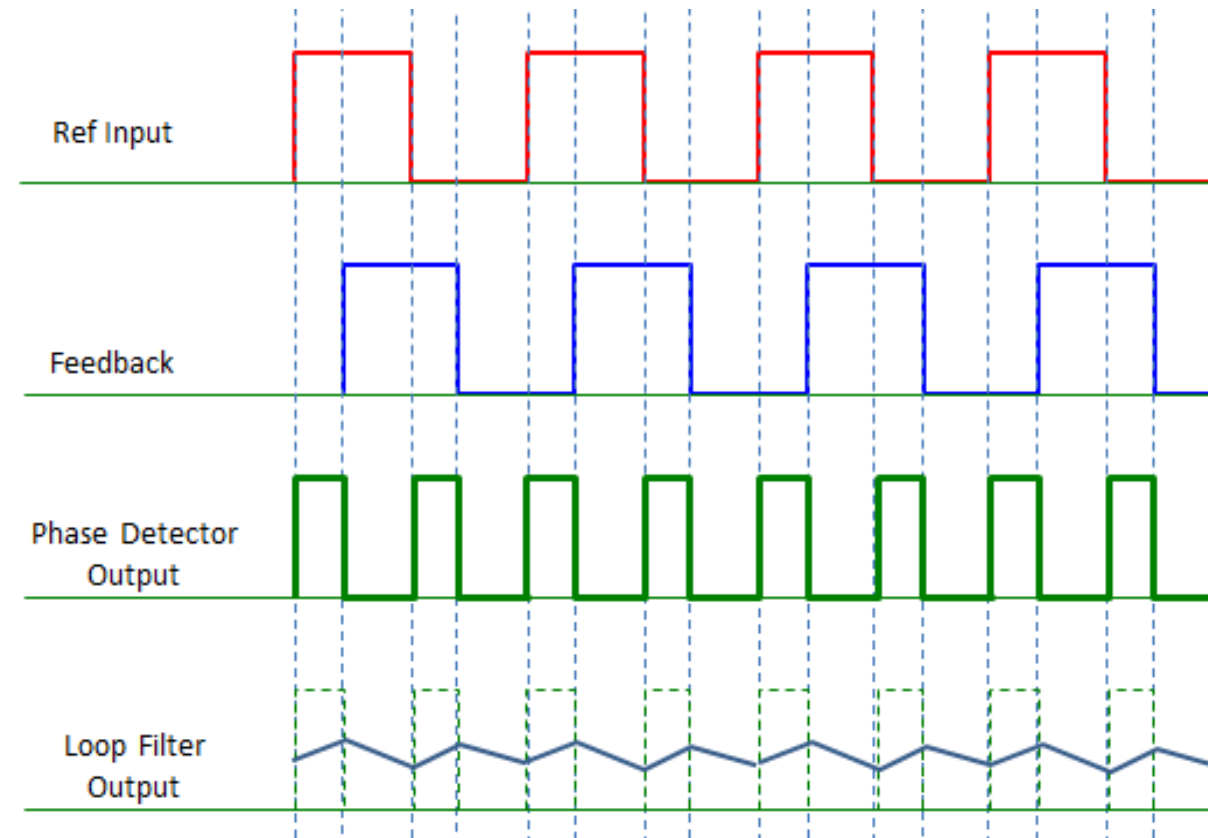 Ref Input
Feedback
Phase Detector
Output
Loop Filter
Output